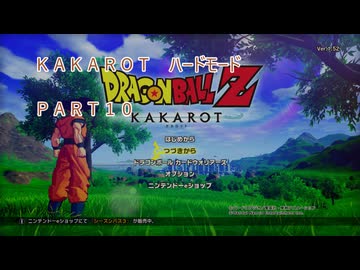 KAKAROT ハードモード
Ver 1.52
PART10
DRAGONBALL Z
KAKAROT
はじめから
つづきから
ドラゴンボール カードウォリアーズ
オプション
ニンテンドーeショップ
ニンテンドーeショップにて「シーズンパス3」が販売中。